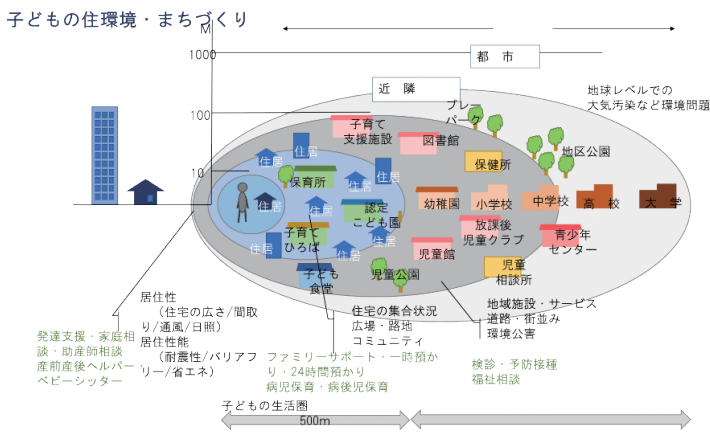 子どもの住環境・まちづくり
M
1000
都 市
近 隣
地球レベルでの
大気汚染など環境問題
100
プレー
パーク
子育て
支援施設
図書館
地区公園
住居
住居
保健所
10
保育所
住居
住居
住居
住居
認定
こども園
幼稚園
小学校
中学校
高 校
大 学
子育て
ひろば
住居
住居
住居
放課後
児童クラブ
青少年
センター
児童館
子ども
食堂
児童公園
児童
相談所
居住性
(住宅の広さ/間取
り/通風/日照)
居住性能
(耐震性/バリアフ
リー/省エネ)
住宅の集合状況
広場・路地
コミュニティ
地域施設・サービス
道路・街並み
環境公害
発達支援・家庭相
談・助産師相談
産前産後ヘルパー・
ベビーシッター
ファミリーサポート・一時預か
り・24時間預かり
病児保育・病後児保育
検診・予防接種
福祉相談
子どもの生活圏
500m